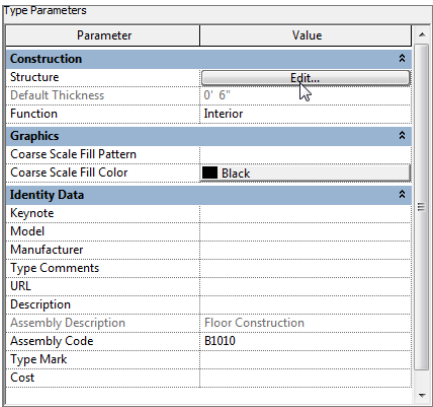 Type Parameters
Parameter Value
Construction
Structure Edit...
Default Thickness 0' 6"
Function Interior
Graphics
Coarse Scale Fill Pattern
Coarse Scale Fill Color Black
Identity Data
Keynote
Model
Manufacturer
Type Comments
URL
Description
Assembly Description Floor Construction
Assembly Code B1010
Type Mark
Cost